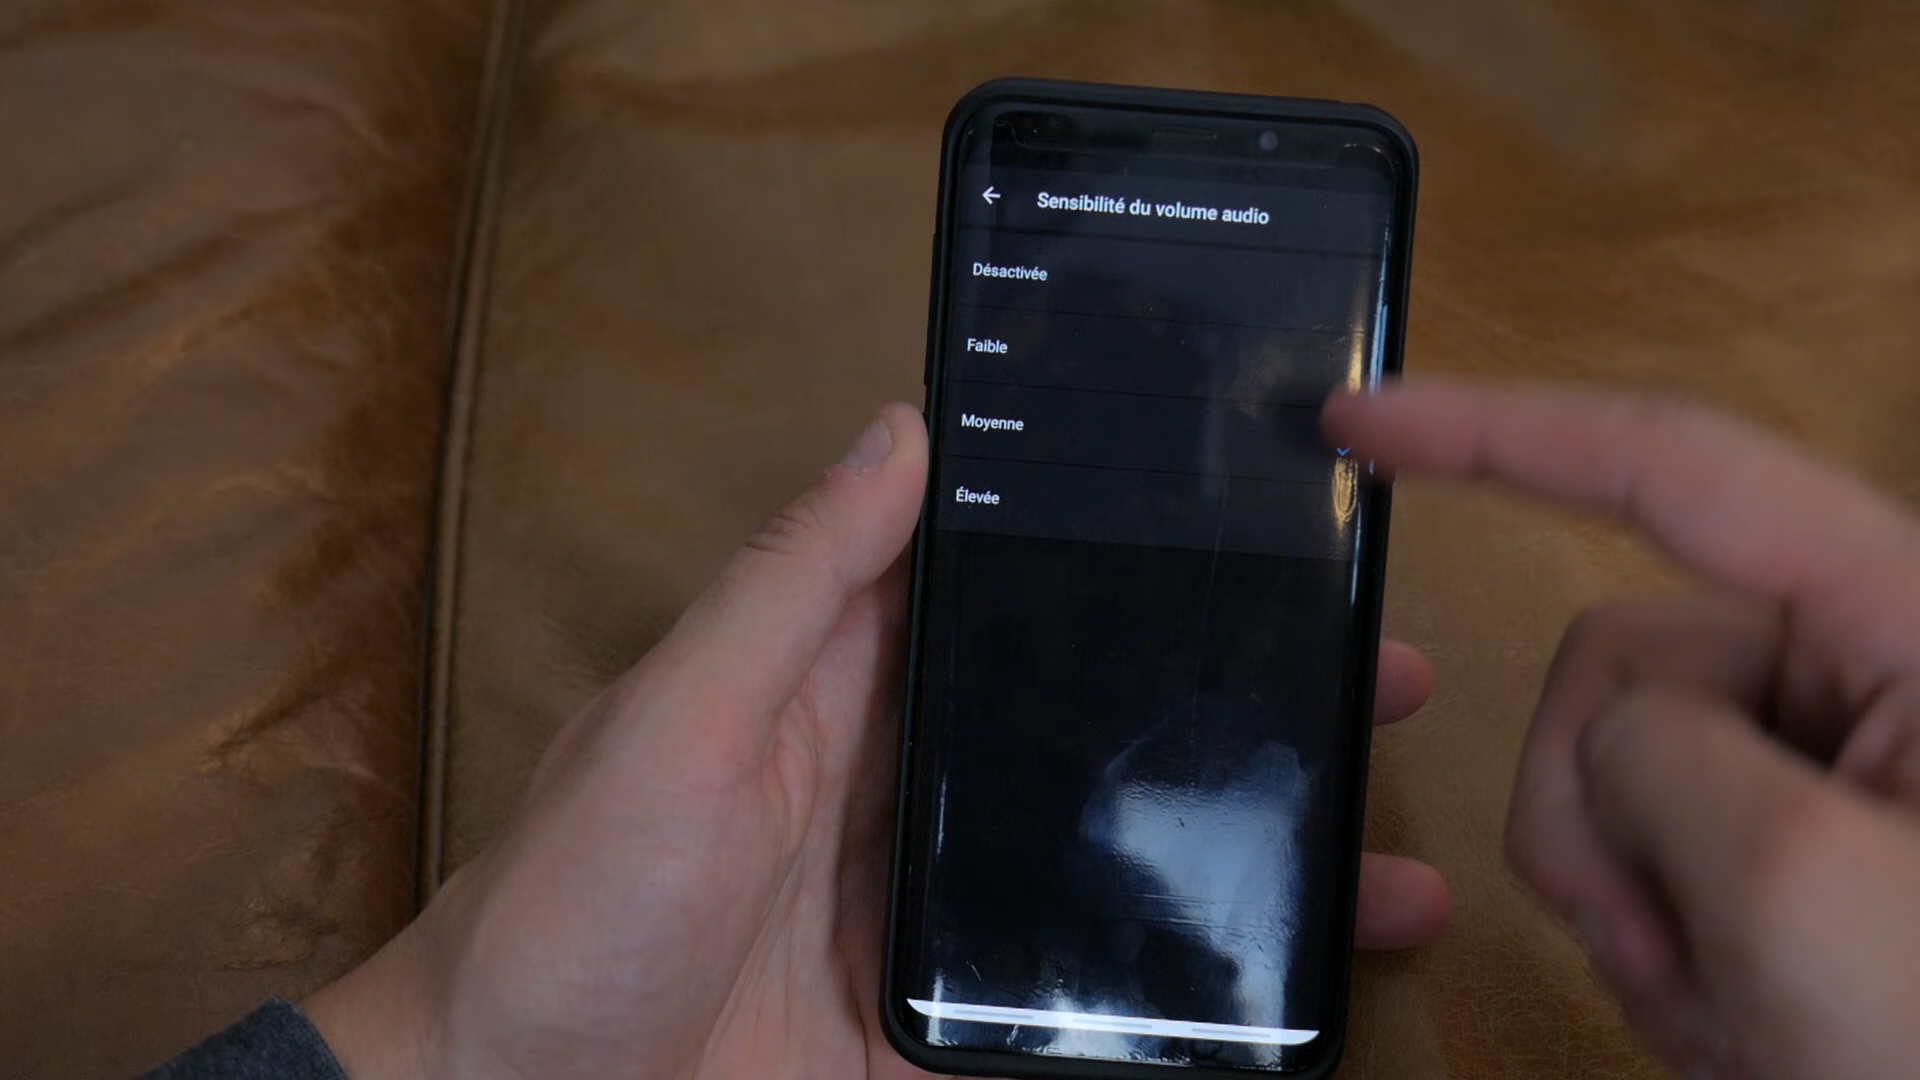 Sensibilité du volume audio
Désactivée
Faible
Moyenne
Élevée